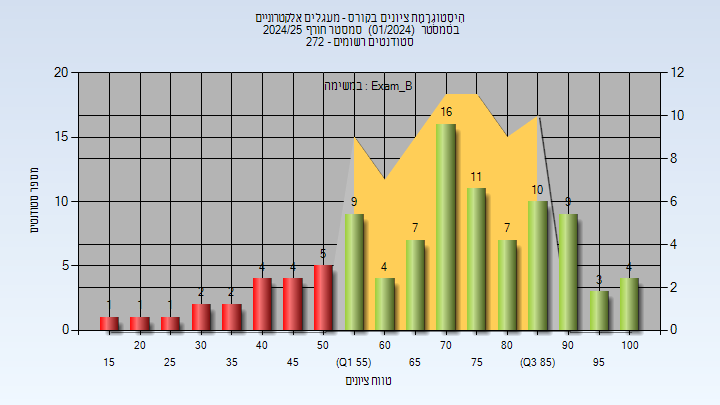 היסטוגרמת ציונים בקורס - מעגלים אלקטרוניים
בסמסטר (01/2024) סמסטר חורף 2024/25
סטודנטים רשומים - 272
במשימה : Exam_B
מספר סטודנטים
20
15
10
5
0
12
10
8
6
4
2
0
1 1 1 2 2 4 4 5 9 4 7 16 11 7 10 9 3 4
20 30 40 50 60 70 80 90 100
15 25 35 45 (Q1 55) 65 75 (Q3 85) 95
טווח ציונים